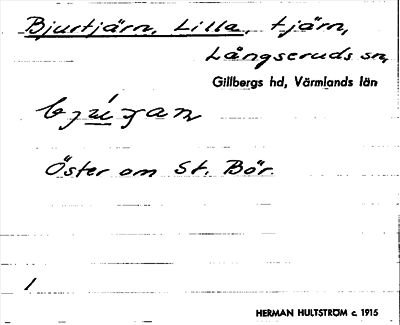 Bjurtjärn, Lilla, tjärn,
Långseruds sn,
Gillbergs hd, Värmlands län
Öster om St. Bör.
1
HERMAN HULTSTRÖM c. 1915